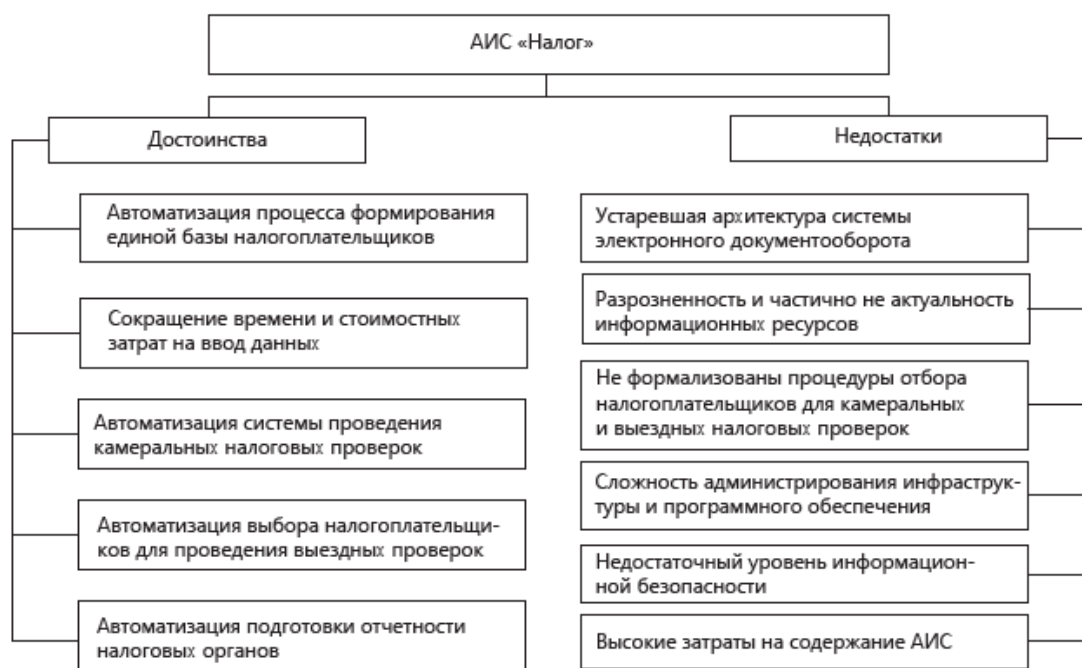 АИС «Налог»
Достоинства
Автоматизация процесса формирования
единой базы налогоплательщиков
Сокращение времени и стоимостных
затрат на ввод данных
Автоматизация системы проведения
камеральных налоговых проверок
Автоматизация выбора налогоплательщи-
ков для проведения выездных проверок
Автоматизация подготовки отчетности
налоговых органов
Недостатки
Устаревшая архитектура системы
электронного документооборота
Разрозненность и частично не актуальность
информационных ресурсов
Не формализованы процедуры отбора
налогоплательщиков для камеральных
и выездных налоговых проверок
Сложность администрирования инфраструк-
туры и программного обеспечения
Недостаточный уровень информацион-
ной безопасности
Высокие затраты на содержание АИС